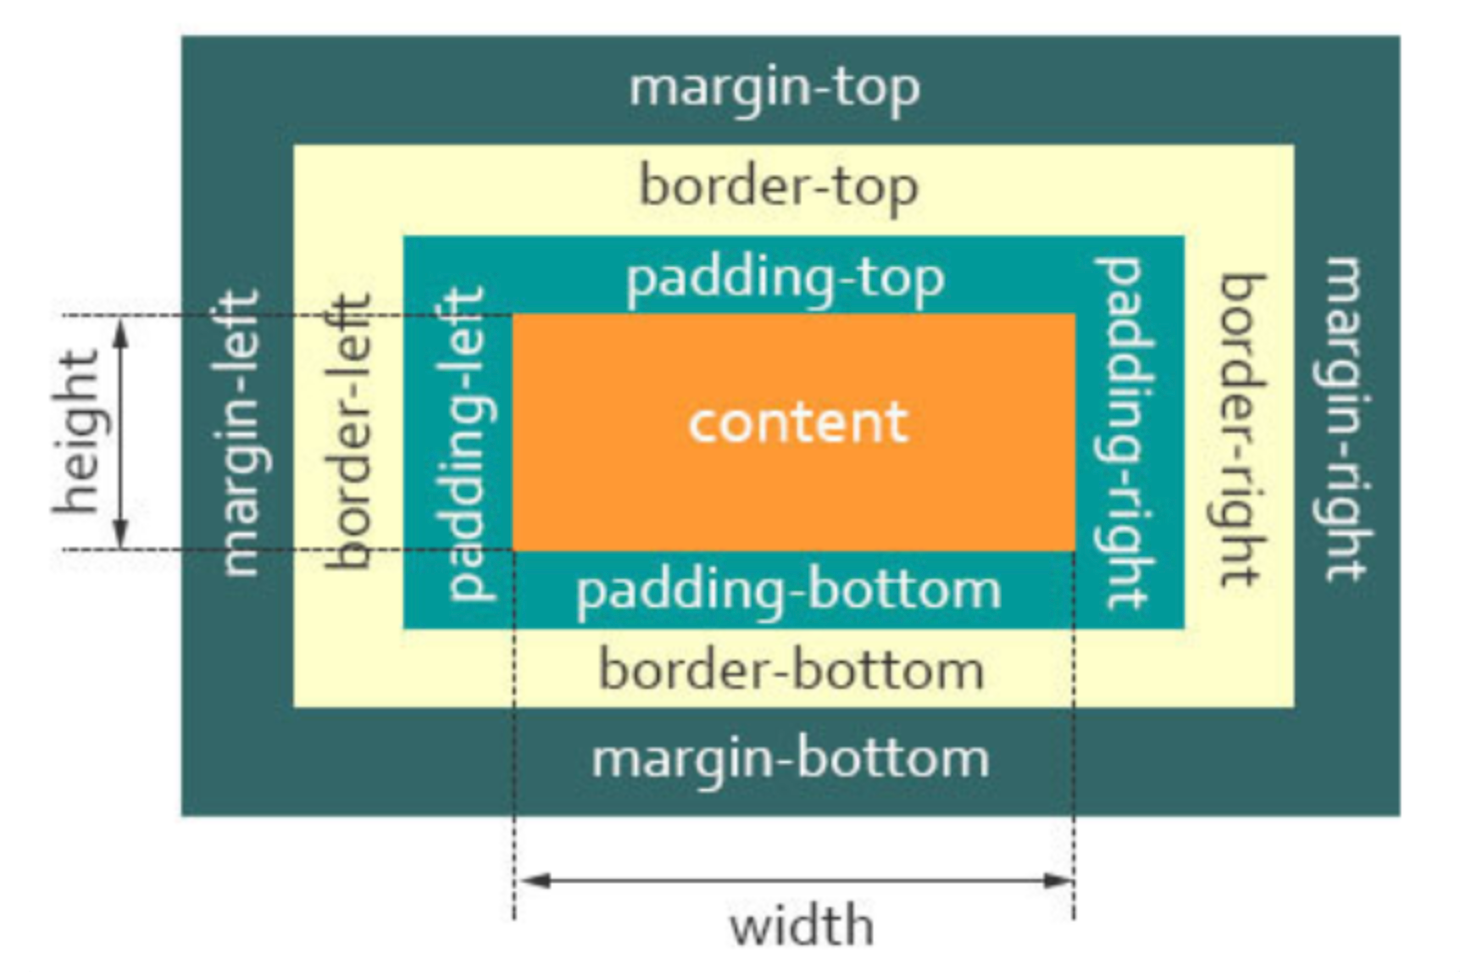 margin-top
border-top
padding-top
height
margin-left
border-left
padding-left
content
padding-right
border-right
margin-right
padding-bottom
border-bottom
margin-bottom
width